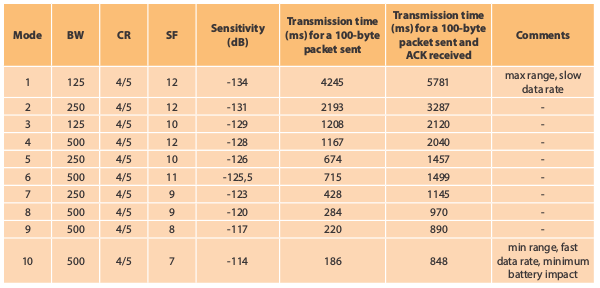 Mode BW CR SF Sensitivity (dB) Transmission time (ms) for a 100-byte packet sent Transmission time (ms) for a 100-byte packet sent and ACK received Comments
1 125 4/5 12 -134 4245 5781 max range, slow data rate
2 250 4/5 12 -131 2193 3287 -
3 125 4/5 10 -129 1208 2120 -
4 500 4/5 12 -128 1167 2040 -
5 250 4/5 10 -126 674 1457 -
6 500 4/5 11 -125,5 715 1499 -
7 250 4/5 9 -123 428 1145 -
8 500 4/5 9 -120 284 970 -
9 500 4/5 8 -117 220 890 -
10 500 4/5 7 -114 186 848 min range, fast data rate, minimum battery impact